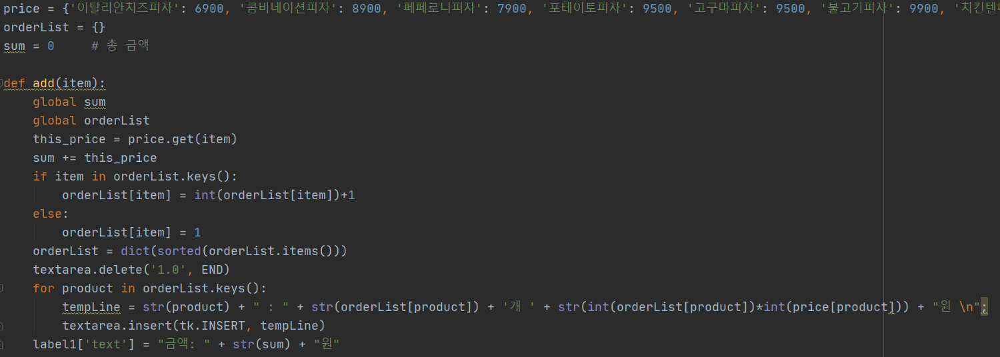 price = {'이탈리안치즈피자': 6900, '콤비네이션피자': 8900, '페페로니피자': 7900, '포테이토피자': 9500, '고구마피자': 9500, '불고기피자': 9900, '치킨텐
orderList = {}
sum = 0     # 총 금액
def add(item):
    global sum
    global orderList
    this_price = price.get(item)
    sum += this_price
    if item in orderList.keys():
        orderList[item] = int(orderList[item])+1
    else:
        orderList[item] = 1
    orderList = dict(sorted(orderList.items()))
    textarea.delete('1.0', END)
    for product in orderList.keys():
        tempLine = str(product) + " : " + str(orderList[product]) + '개 ' + str(int(orderList[product])*int(price[product])) + "원 \n";
        textarea.insert(tk.INSERT, tempLine)
    label1['text'] = "금액: " + str(sum) + "원"